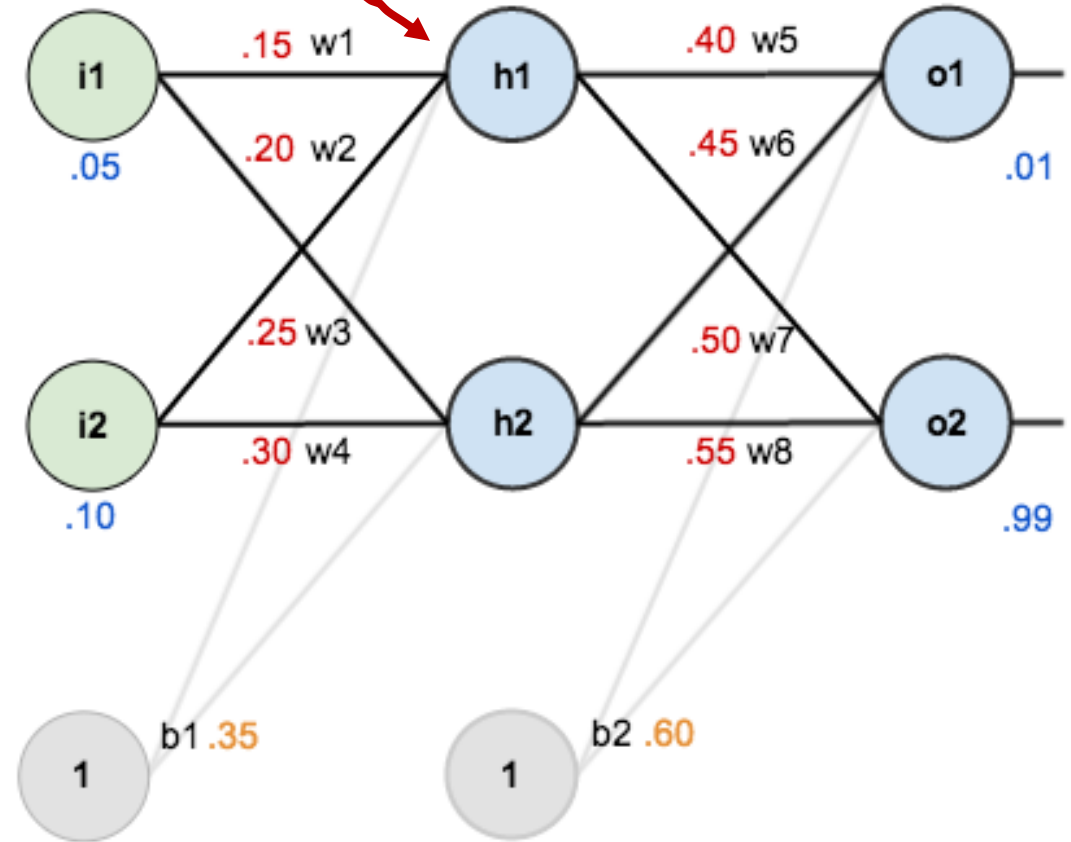 i1
.15 w1
h1
.40 w5
o1
.05
.20 w2
.45 w6
.01
.25 w3
.50 w7
i2
.30 w4
h2
.55 w8
o2
.10
.99
1
b1 .35
1
b2 .60